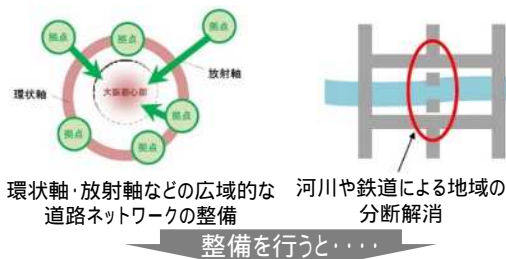 拠点
拠点
拠点
放射軸
環状軸
大阪都心部
拠点
拠点
拠点
環状軸・放射軸などの広域的な
道路ネットワークの整備
河川や鉄道による地域の
分断解消
整備を行うと・・・・